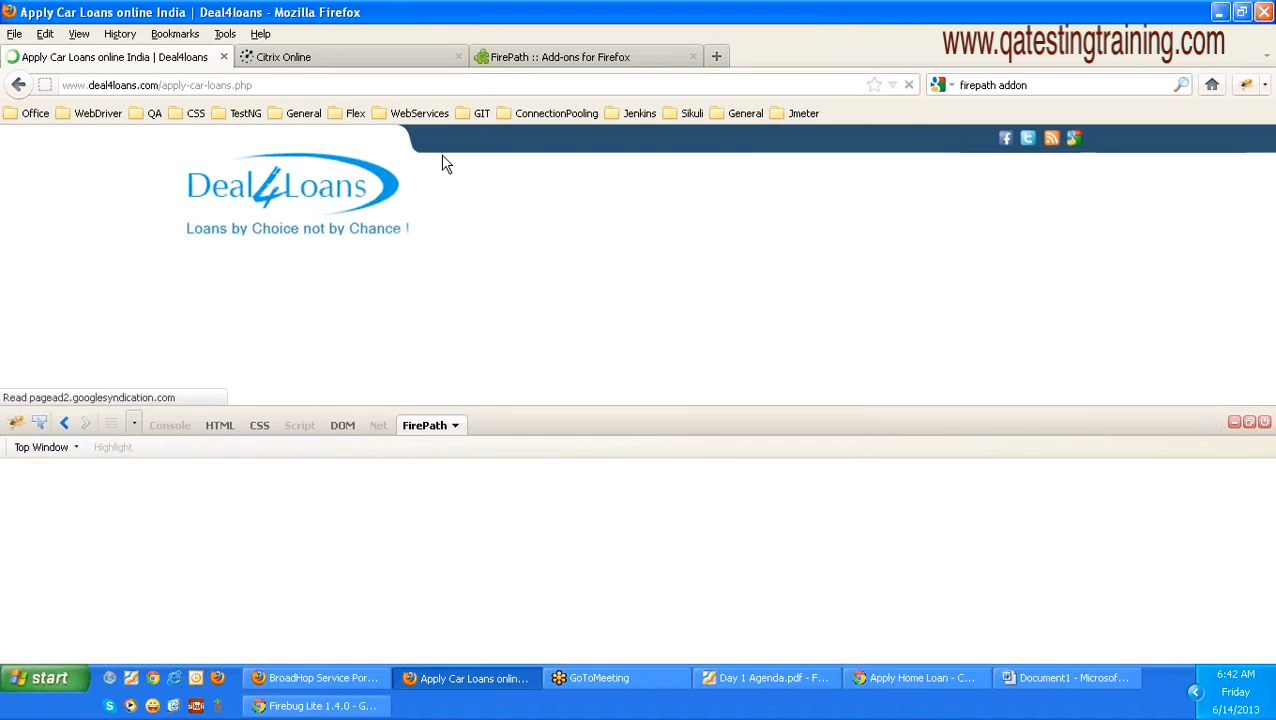 Apply Car Loans online India | Deal4loans - Mozilla Firefox
File Edit View History Bookmarks Tools Help
www.qatestingtraining.com
Apply Car Loans online India | Deal4loans Citrix Online FirePath :: Add-ons for Firefox
www.deal4loans.com/apply-car-loans.php firepath addon
Office WebDriver QA CSS TestNG General Flex WebServices GIT ConnectionPooling Jenkins Sikuli General Jmeter
Deal4Loans
Loans by Choice not by Chance !
Read pagead2.googlesyndication.com
Console HTML CSS Script DOM Net FirePath
Top Window Highlight
start BroadHop Service Por... Apply Car Loans onlin... GoToMeeting Day 1 Agenda.pdf - F... Apply Home Loan - C... Document1 - Microsof... 6:42 AM
Friday
Firebug Lite 1.4.0 - G... 6/14/2013